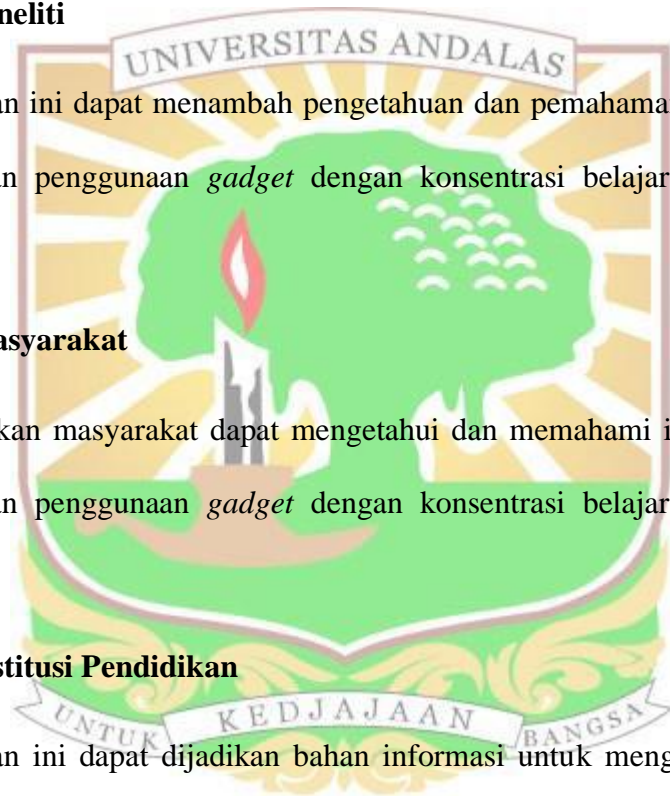 neliti
UNIVERSITAS ANDALAS
an ini dapat menambah pengetahuan dan pemahama
an penggunaan gadget dengan konsentrasi belajar
asyarakat
kan masyarakat dapat mengetahui dan memahami i
an penggunaan gadget dengan konsentrasi belajar
stitusi Pendidikan
UNTUK KEDJAJAAN BANGSA
an ini dapat dijadikan bahan informasi untuk meng